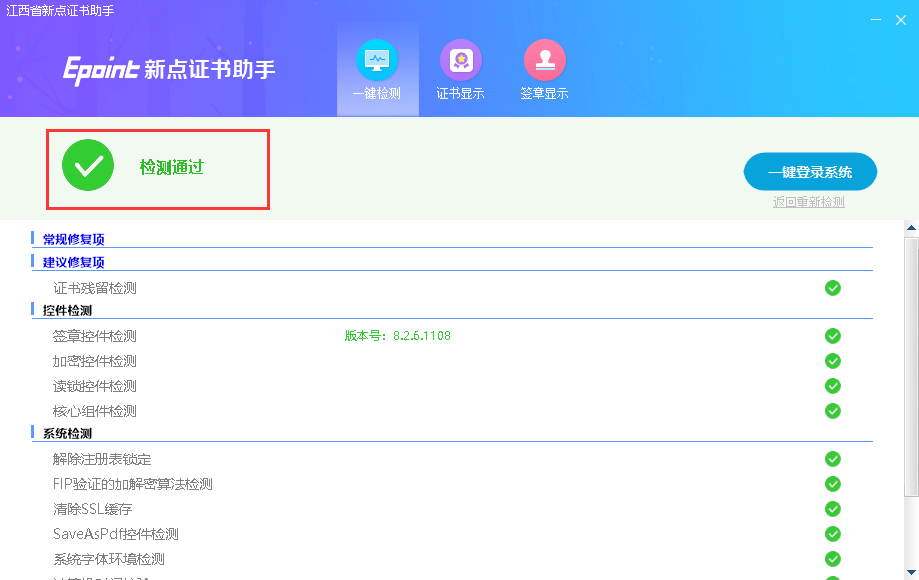 江西省新点证书助手
Epoint 新点证书助手
一键检测
证书显示
签章显示
检测通过
一键登录系统
返回重新检测
常规修复项
建议修复项
证书残留检测
控件检测
签章控件检测
版本号：8.2.6.1108
加密控件检测
读锁控件检测
核心组件检测
系统检测
解除注册表锁定
FIP验证的加解密算法检测
清除SSL缓存
SaveAsPdf控件检测
系统字体环境检测